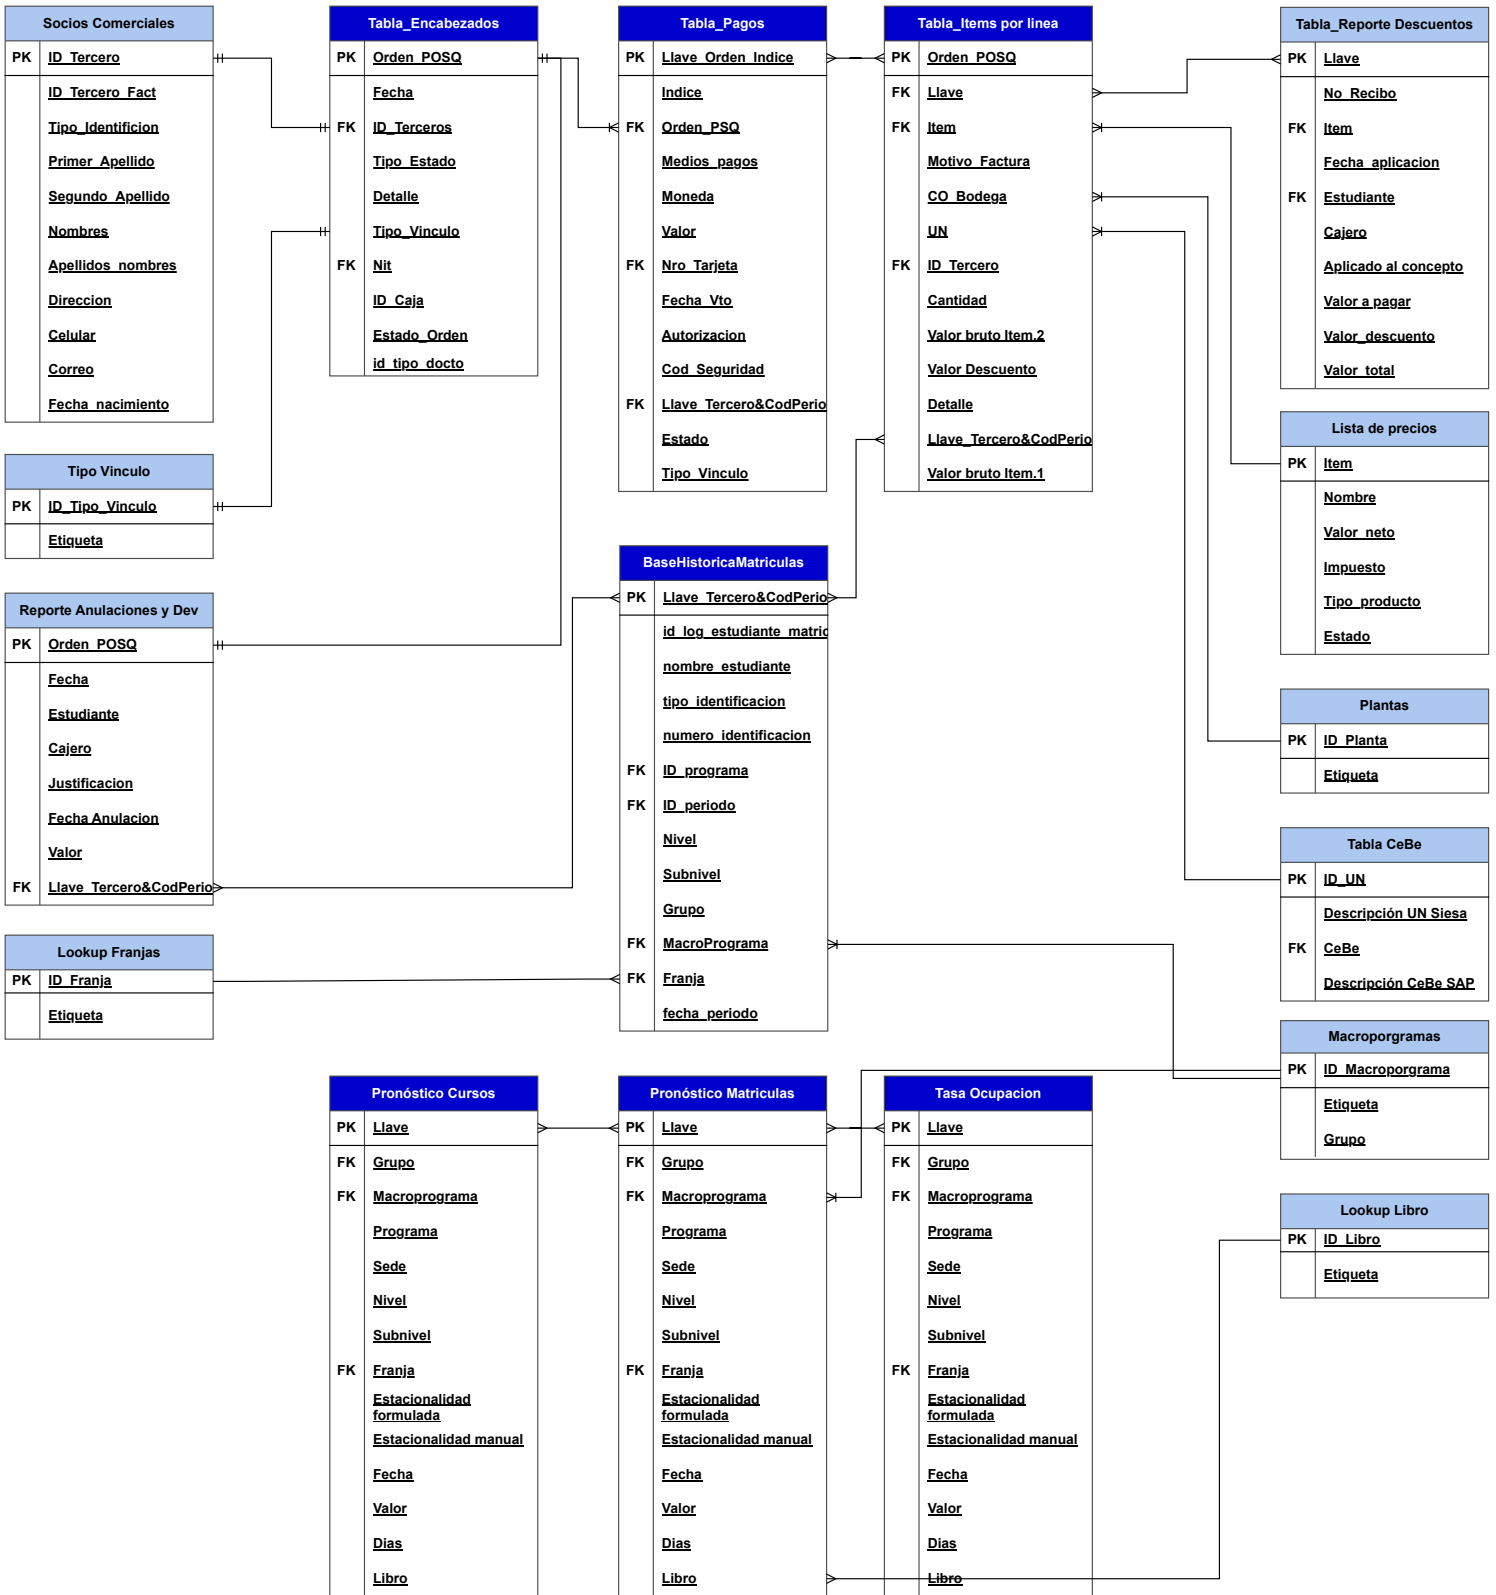 Socios Comerciales
PK ID_Tercero
ID_Tercero_Fact
Tipo_Identificion
Primer_Apellido
Segundo_Apellido
Nombres
Apellidos_nombres
Direccion
Celular
Correo
Fecha_nacimiento
Tipo Vinculo
PK ID_Tipo_Vinculo
Etiqueta
Reporte Anulaciones y Dev
PK Orden_POSQ
Fecha
Estudiante
Cajero
Justificacion
Fecha Anulacion
Valor
FK Llave_Tercero&CodPerio
Lookup Franjas
PK ID_Franja
Etiqueta
Tabla_Encabezados
PK Orden_POSQ
Fecha
FK ID_Terceros
Tipo_Estado
Detalle
Tipo_Vinculo
FK Nit
ID_Caja
Estado_Orden
id_tipo_docto
Tabla_Pagos
PK Llave_Orden_Indice
Indice
FK Orden_PSQ
Medios_pagos
Moneda
Valor
FK Nro_Tarjeta
Fecha_Vto
Autorizacion
Cod_Seguridad
FK Llave_Tercero&CodPerio
Estado
Tipo_Vinculo
Tabla_Items por linea
PK Orden_POSQ
FK Llave
FK Item
Motivo_Factura
CO_Bodega
UN
FK ID_Tercero
Cantidad
Valor bruto Item.2
Valor Descuento
Detalle
Llave_Tercero&CodPerio
Valor bruto Item.1
Tabla_Reporte Descuentos
PK Llave
No_Recibo
FK Item
Fecha_aplicacion
FK Estudiante
Cajero
Aplicado al concepto
Valor a pagar
Valor_descuento
Valor_total
Lista de precios
PK Item
Nombre
Valor_neto
Impuesto
Tipo_producto
Estado
Plantas
PK ID_Planta
Etiqueta
Tabla CeBe
PK ID_UN
Descripción UN Siesa
FK CeBe
Descripción CeBe SAP
Macroporgramas
PK ID_Macroporgrama
Etiqueta
Grupo
Lookup Libro
PK ID_Libro
Etiqueta
BaseHistoricaMatriculas
PK Llave_Tercero&CodPerio
id_log_estudiante_matric
nombre_estudiante
tipo_identificacion
numero_identificacion
FK ID_programa
FK ID_periodo
Nivel
Subnivel
Grupo
FK MacroPrograma
FK Franja
fecha_periodo
Pronóstico Cursos
PK Llave
FK Grupo
FK Macroprograma
Programa
Sede
Nivel
Subnivel
FK Franja
Estacionalidad
formulada
Estacionalidad manual
Fecha
Valor
Dias
Libro
Pronóstico Matriculas
PK Llave
FK Grupo
FK Macroprograma
Programa
Sede
Nivel
Subnivel
FK Franja
Estacionalidad
formulada
Estacionalidad manual
Fecha
Valor
Dias
Libro
Tasa Ocupacion
PK Llave
FK Grupo
FK Macroprograma
Programa
Sede
Nivel
Subnivel
FK Franja
Estacionalidad
formulada
Estacionalidad manual
Fecha
Valor
Dias
Libro